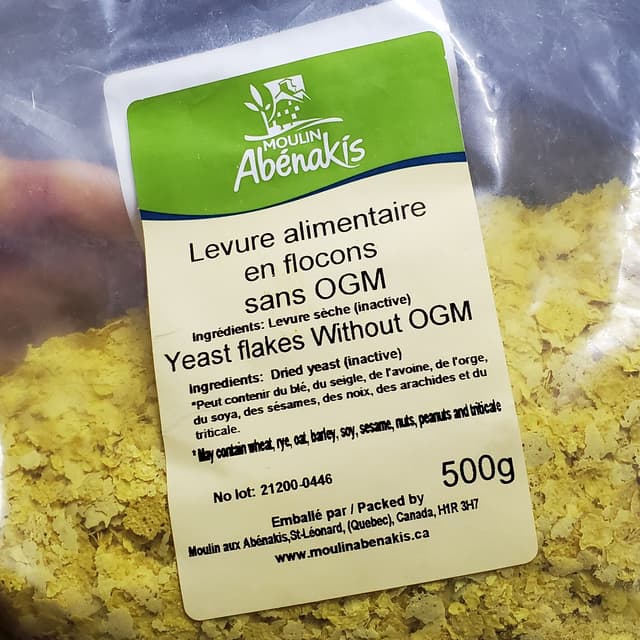 MOULIN
Abénakis
Levure alimentaire
en flocons
sans OGM
Ingrédients: Levure sèche (inactive)
Yeast flakes Without OGM
Ingredients: Dried yeast (inactive)
*Peut contenir du blé, du seigle, de l'avoine, de l'orge,
du soya, des sésames, des noix, des arachides et du
triticale.
* May contain wheat, rye, oat, barley, soy, sesame, nuts, peanuts and triticale
500g
No lot: 21200-0446
Emballé par / Packed by
Moulin aux Abénakis,St-Léonard, (Quebec), Canada, H1R 3H7
www.moulinabenakis.ca